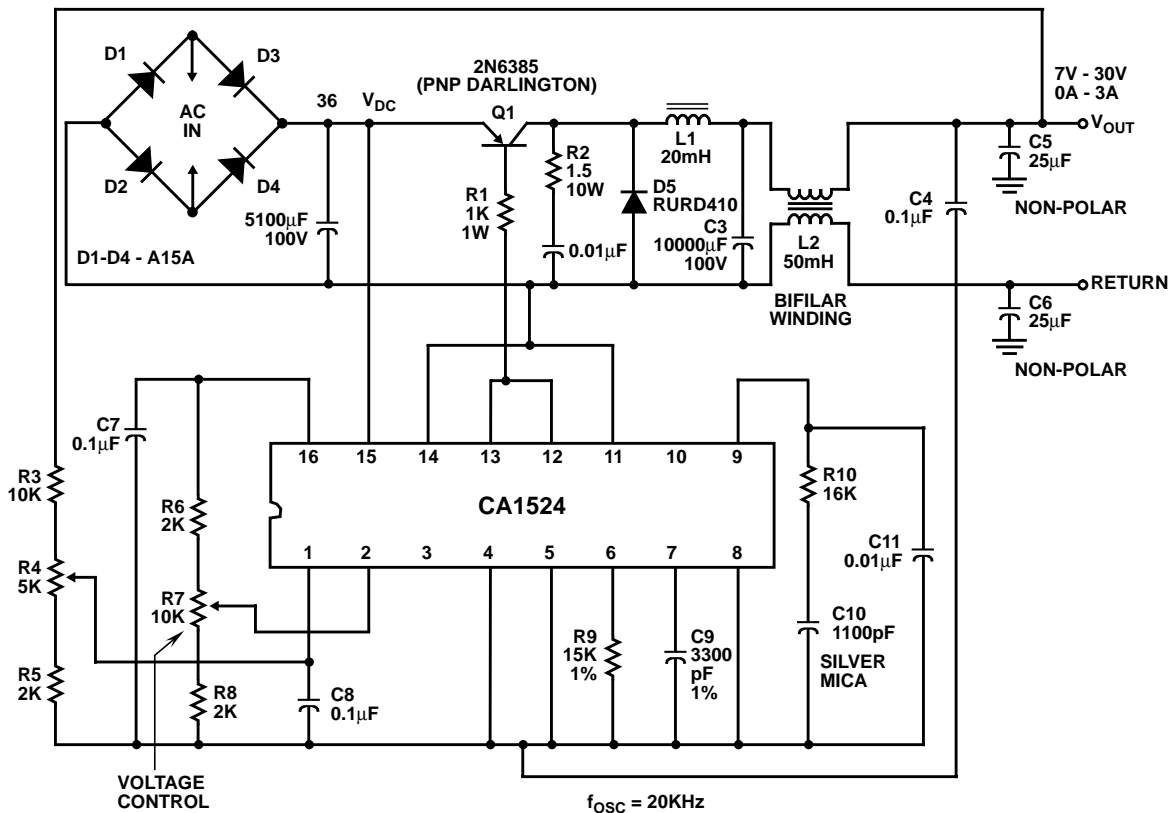 D1
D3
AC
IN
D2
D4
D1-D4 - A15A
36
V_DC
5100μF
100V
2N6385
(PNP DARLINGTON)
Q1
R1
1K
1W
R2
1.5
10W
0.01μF
D5
RURD410
L1
20mH
C3
10000μF
100V
L2
50mH
BIFILAR
WINDING
7V - 30V
0A - 3A
V_OUT
C5
25μF
NON-POLAR
C4
0.1μF
RETURN
C6
25μF
NON-POLAR
C7
0.1μF
R3
10K
R6
2K
R4
5K
R7
10K
R5
2K
R8
2K
VOLTAGE
CONTROL
16 15 14 13 12 11 10 9
CA1524
1 2 3 4 5 6 7 8
C8
0.1μF
R9
15K
1%
C9
3300
pF
1%
R10
16K
C11
0.01μF
C10
1100pF
SILVER
MICA
f_OSC = 20KHz